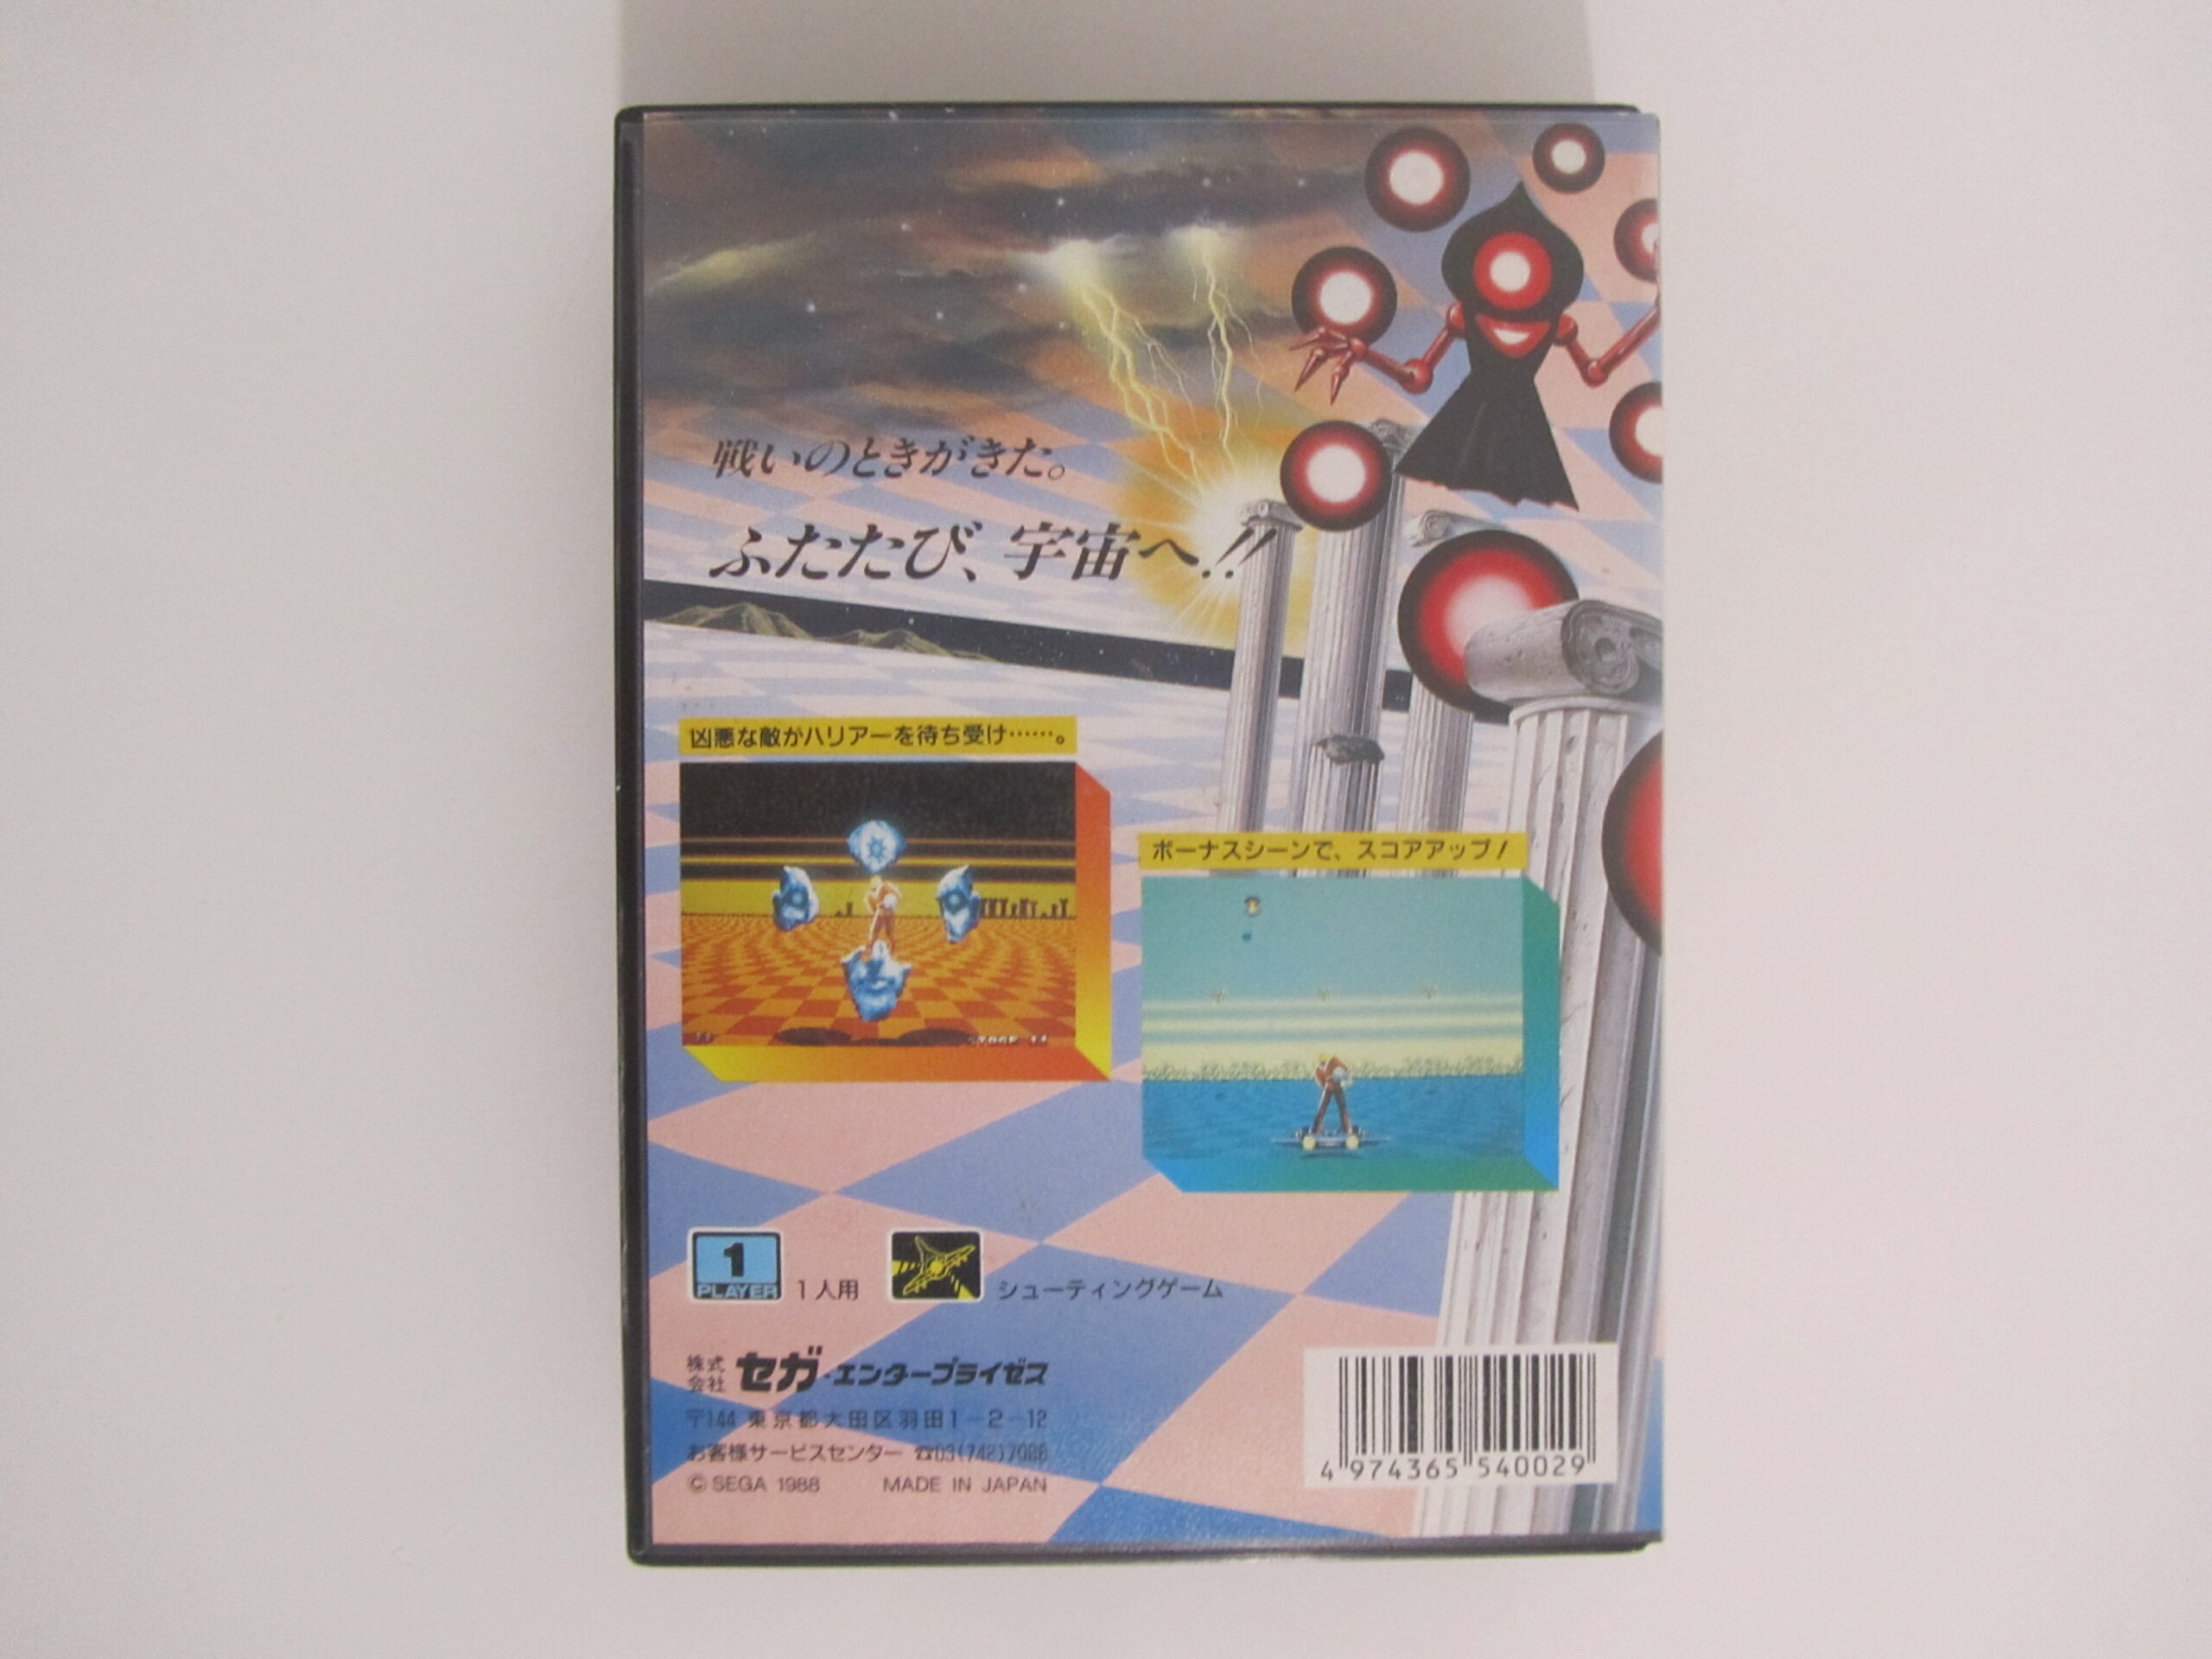 戦いのときがきた。
ふたたび、宇宙へ!!
凶悪な敵がハリアーを待ち受け……。
ボーナスシーンで、スコアアップ!
1
PLAYER
1人用
シューティングゲーム
株式会社 セガ・エンタープライゼス
〒144 東京都大田区羽田1-2-12
お客様サービスセンター ☎03(742)7068
© SEGA 1988 MADE IN JAPAN
4 974365 540029